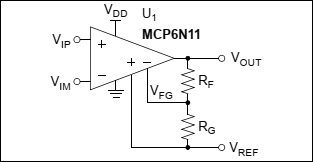 V_DD U_1
MCP6N11
V_IP + V_OUT
+ − R_F
V_IM − V_FG
R_G
V_REF